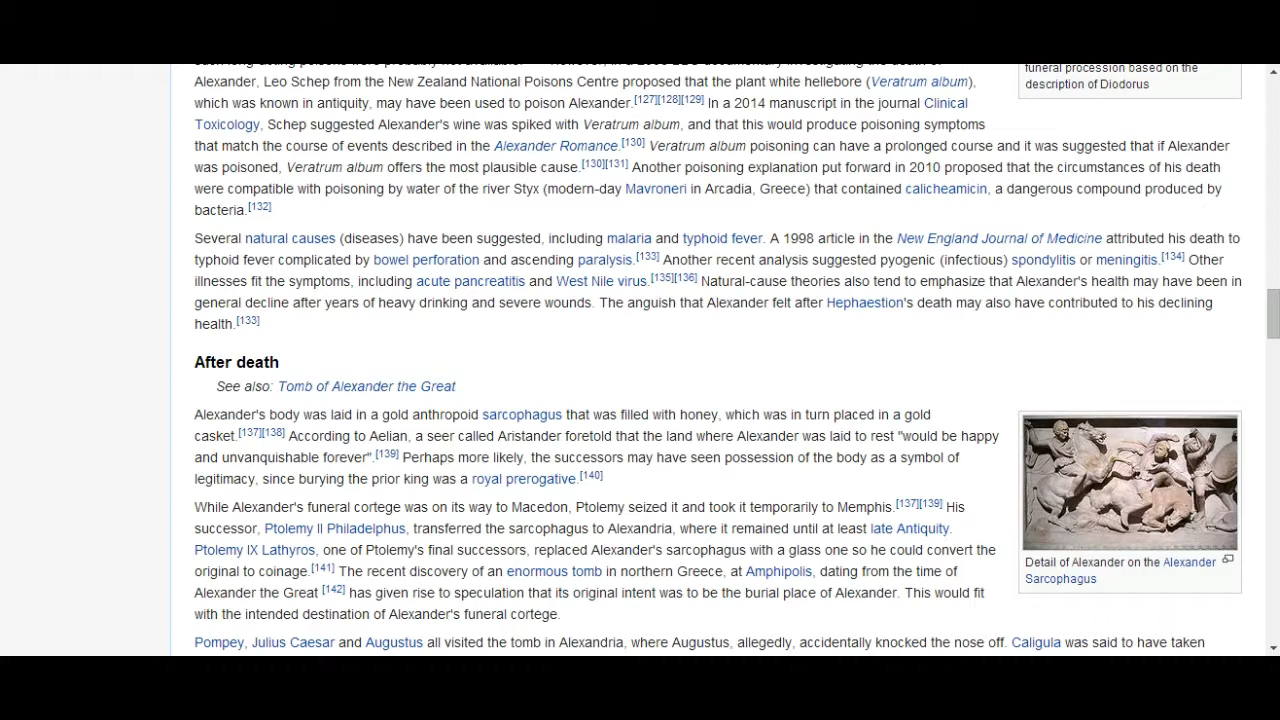 funeral procession based on the
description of Diodorus
Alexander, Leo Schep from the New Zealand National Poisons Centre proposed that the plant white hellebore (Veratrum album),
which was known in antiquity, may have been used to poison Alexander.[127][128][129] In a 2014 manuscript in the journal Clinical
Toxicology, Schep suggested Alexander's wine was spiked with Veratrum album, and that this would produce poisoning symptoms
that match the course of events described in the Alexander Romance.[130] Veratrum album poisoning can have a prolonged course and it was suggested that if Alexander
was poisoned, Veratrum album offers the most plausible cause.[130][131] Another poisoning explanation put forward in 2010 proposed that the circumstances of his death
were compatible with poisoning by water of the river Styx (modern-day Mavroneri in Arcadia, Greece) that contained calicheamicin, a dangerous compound produced by
bacteria.[132]
Several natural causes (diseases) have been suggested, including malaria and typhoid fever. A 1998 article in the New England Journal of Medicine attributed his death to
typhoid fever complicated by bowel perforation and ascending paralysis.[133] Another recent analysis suggested pyogenic (infectious) spondylitis or meningitis.[134] Other
illnesses fit the symptoms, including acute pancreatitis and West Nile virus.[135][136] Natural-cause theories also tend to emphasize that Alexander's health may have been in
general decline after years of heavy drinking and severe wounds. The anguish that Alexander felt after Hephaestion's death may also have contributed to his declining
health.[133]
After death
See also: Tomb of Alexander the Great
Alexander's body was laid in a gold anthropoid sarcophagus that was filled with honey, which was in turn placed in a gold
casket.[137][138] According to Aelian, a seer called Aristander foretold that the land where Alexander was laid to rest "would be happy
and unvanquishable forever".[139] Perhaps more likely, the successors may have seen possession of the body as a symbol of
legitimacy, since burying the prior king was a royal prerogative.[140]
While Alexander's funeral cortege was on its way to Macedon, Ptolemy seized it and took it temporarily to Memphis.[137][139] His
successor, Ptolemy II Philadelphus, transferred the sarcophagus to Alexandria, where it remained until at least late Antiquity.
Ptolemy IX Lathyros, one of Ptolemy's final successors, replaced Alexander's sarcophagus with a glass one so he could convert the
original to coinage.[141] The recent discovery of an enormous tomb in northern Greece, at Amphipolis, dating from the time of
Alexander the Great [142] has given rise to speculation that its original intent was to be the burial place of Alexander. This would fit
with the intended destination of Alexander's funeral cortege.
Detail of Alexander on the Alexander
Sarcophagus
Pompey, Julius Caesar and Augustus all visited the tomb in Alexandria, where Augustus, allegedly, accidentally knocked the nose off. Caligula was said to have taken